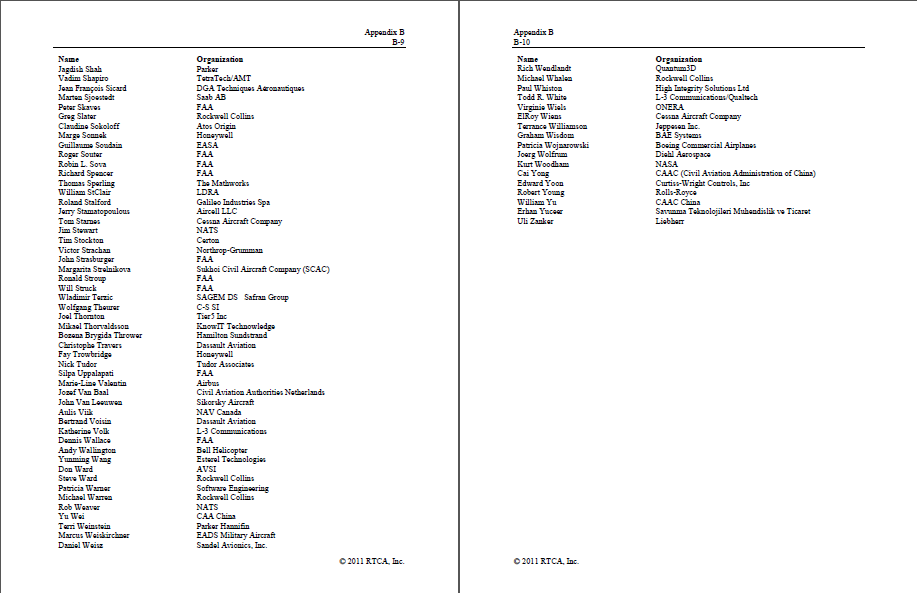 Appendix B
B-9
Name Organization
Jagdish Shah Parker
Vadim Shapiro TetraTech/AMT
Jean François Sicard DGA Techniques Aéronautiques
Marten Sjoestedt Saab AB
Peter Skaves FAA
Greg Slater Rockwell Collins
Claudine Sokoloff Atos Origin
Marge Sonnek Honeywell
Guillaume Soudain EASA
Roger Souter FAA
Robin L. Sova FAA
Richard Spencer FAA
Thomas Sperling The Mathworks
William StClair LDRA
Roland Stalford Galileo Industries Spa
Jerry Stamatopoulous Aircell LLC
Tom Starnes Cessna Aircraft Company
Jim Stewart NATS
Tim Stockton Certon
Victor Strachan Northrop-Grumman
John Strasburger FAA
Margarita Strelnikova Sukhoi Civil Aircraft Company (SCAC)
Ronald Stroup FAA
Will Struck FAA
Wladimir Terzic SAGEM DS Safran Group
Wolfgang Theurer C-S SI
Joel Thornton Tier5 Inc
Mikael Thorvaldsson KnowIT Technowledge
Bozena Brygida Thrower Hamilton Sundstrand
Christophe Travers Dassault Aviation
Fay Trowbridge Honeywell
Nick Tudor Tudor Associates
Silpa Uppalapati FAA
Marie-Line Valentin Airbus
Jozef Van Baal Civil Aviation Authorities Netherlands
John Van Leeuwen Sikorsky Aircraft
Aulis Viik NAV Canada
Bertrand Voisin Dassault Aviation
Katherine Volk L-3 Communications
Dennis Wallace FAA
Andy Wallington Bell Helicopter
Yunming Wang Esterel Technologies
Don Ward AVSI
Steve Ward Rockwell Collins
Patricia Warner Software Engineering
Michael Warren Rockwell Collins
Rob Weaver NATS
Yu Wei CAA China
Terri Weinstein Parker Hannifin
Marcus Weiskirchner EADS Military Aircraft
Daniel Weisz Sandel Avionics, Inc.
© 2011 RTCA, Inc.
Appendix B
B-10
Name Organization
Rich Wendlandt Quantum3D
Michael Whalen Rockwell Collins
Paul Whiston High Integrity Solutions Ltd
Todd R. White L-3 Communications/Qualtech
Virginie Wiels ONERA
ElRoy Wiens Cessna Aircraft Company
Terrance Williamson Jeppesen Inc.
Graham Wisdom BAE Systems
Patricia Wojnarowski Boeing Commercial Airplanes
Joerg Wolfrum Diehl Aerospace
Kurt Woodham NASA
Cai Yong CAAC (Civil Aviation Administration of China)
Edward Yoon Curtiss-Wright Controls, Inc
Robert Young Rolls-Royce
William Yu CAAC China
Erhan Yuceer Savunma Teknolojileri Muhendislik ve Ticaret
Uli Zanker Liebherr
© 2011 RTCA, Inc.